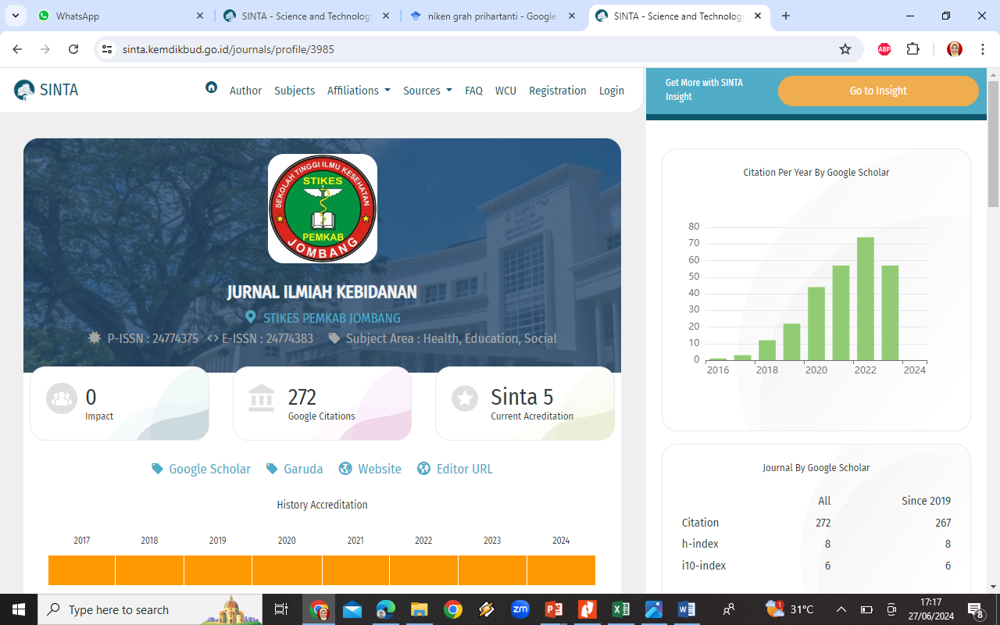 WhatsApp
SINTA - Science and Technology
niken grah prihartanti - Google
SINTA - Science and Technology
sinta.kemdikbud.go.id/journals/profile/3985
ABP
SINTA
Author Subjects Affiliations Sources FAQ WCU Registration Login
Get More with SINTA
Insight
Go to Insight
SEKOLAH TINGGI ILMU KESEHATAN
STIKES
PEMKAB
JOMBANG
JURNAL ILMIAH KEBIDANAN
STIKES PEMKAB JOMBANG
P-ISSN : 24774375 <> E-ISSN : 24774383 Subject Area : Health, Education, Social
0
Impact
272
Google Citations
Sinta 5
Current Acreditation
Google Scholar Garuda Website Editor URL
History Accreditation
2017 2018 2019 2020 2021 2022 2023 2024
Citation Per Year By Google Scholar
80
70
60
50
40
30
20
10
0
2016 2018 2020 2022 2024
Journal By Google Scholar
All Since 2019
Citation 272 267
h-index 8 8
i10-index 6 6
Type here to search
zm
1
31°C
17:17
27/06/2024
8